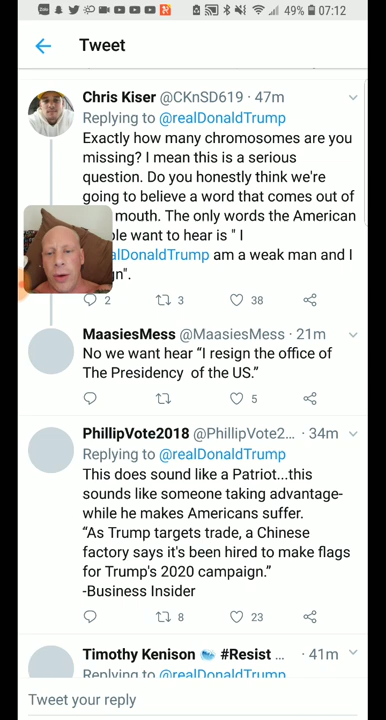 49% 07:12
Tweet
Chris Kiser @CKnSD619 · 47m
Replying to @realDonaldTrump
Exactly how many chromosomes are you
missing? I mean this is a serious
question. Do you honestly think we're
going to believe a word that comes out of
mouth. The only words the American
want to hear is " I
am a weak man and I
2 3 38
MaasiesMess @MaasiesMess · 21m
No we want hear “I resign the office of
The Presidency of the US.”
5
PhillipVote2018 @PhillipVote2... · 34m
Replying to @realDonaldTrump
This does sound like a Patriot...this
sounds like someone taking advantage-
while he makes Americans suffer.
“As Trump targets trade, a Chinese
factory says it's been hired to make flags
for Trump's 2020 campaign.”
-Business Insider
8 23
Timothy Kenison #Resist ... · 41m
Replying to @realDonaldTrump
Tweet your reply